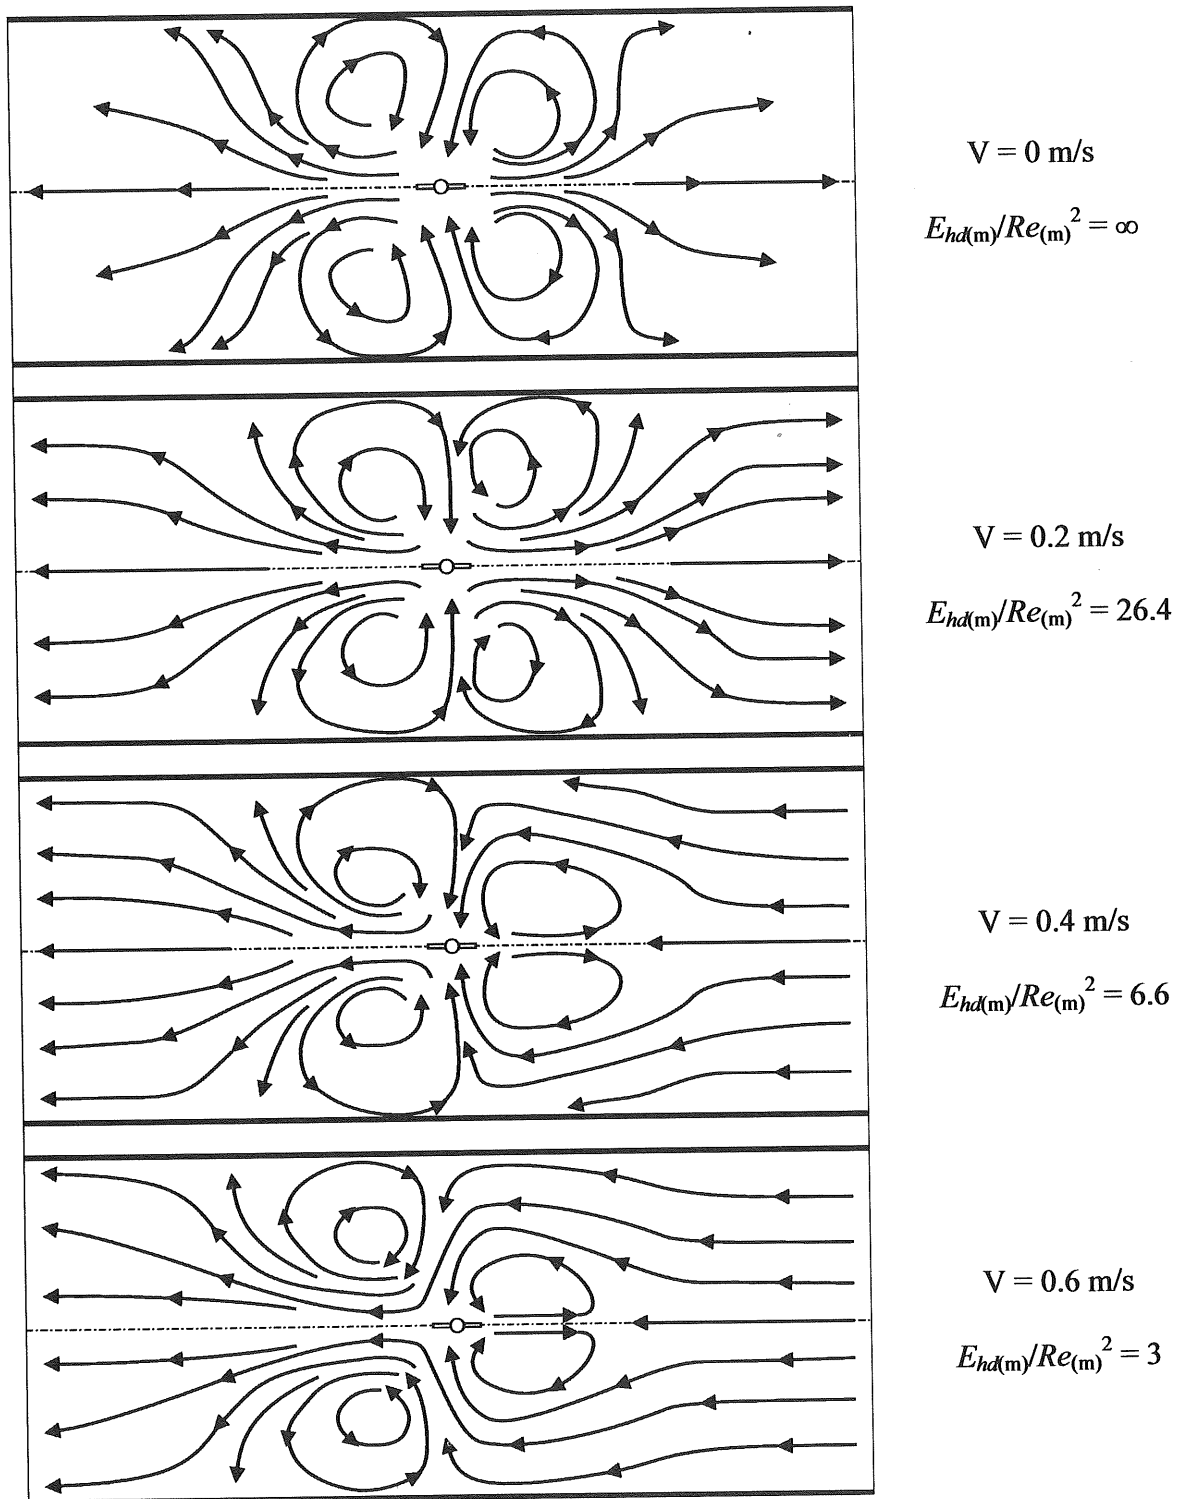 V = 0 m/s
E_hd(m)/Re_(m)^2 = ∞
V = 0.2 m/s
E_hd(m)/Re_(m)^2 = 26.4
V = 0.4 m/s
E_hd(m)/Re_(m)^2 = 6.6
V = 0.6 m/s
E_hd(m)/Re_(m)^2 = 3